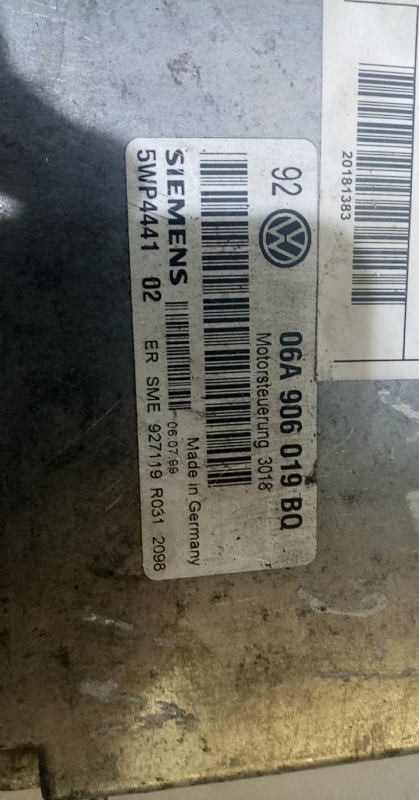 92 VW 06A 906 019 BQ
Motorsteuerung 3018
06.07.99 Made in Germany
SIEMENS
5WP4441 02 ER SME 927119 R031 2098
20181383